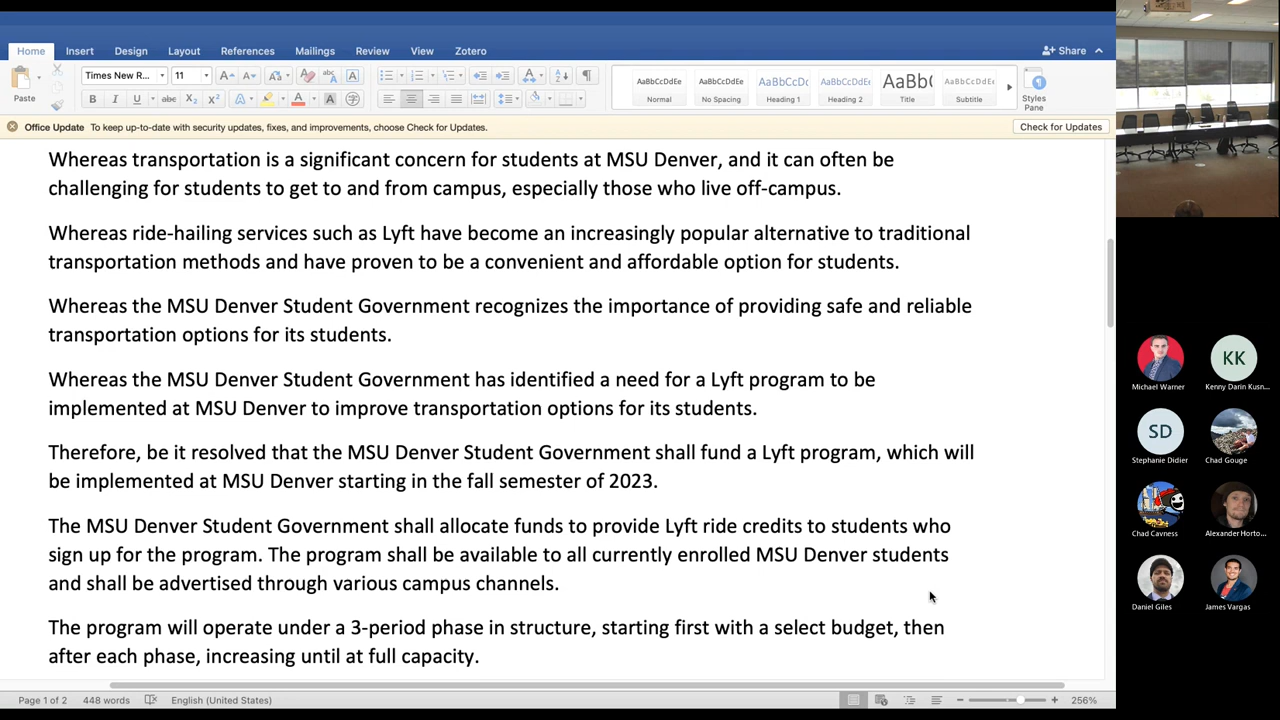 Home Insert Design Layout References Mailings Review View Zotero Share
Paste Times New R... 11 AaBbCcDdEe AaBbCcDdEe AaBbCcDc AaBbCcDdEe AaBb( AaBbCcDdEe
Normal No Spacing Heading 1 Heading 2 Title Subtitle Styles Pane
Office Update To keep up-to-date with security updates, fixes, and improvements, choose Check for Updates. Check for Updates
Whereas transportation is a significant concern for students at MSU Denver, and it can often be
challenging for students to get to and from campus, especially those who live off-campus.
Whereas ride-hailing services such as Lyft have become an increasingly popular alternative to traditional
transportation methods and have proven to be a convenient and affordable option for students.
Whereas the MSU Denver Student Government recognizes the importance of providing safe and reliable
transportation options for its students.
Whereas the MSU Denver Student Government has identified a need for a Lyft program to be
implemented at MSU Denver to improve transportation options for its students.
Therefore, be it resolved that the MSU Denver Student Government shall fund a Lyft program, which will
be implemented at MSU Denver starting in the fall semester of 2023.
The MSU Denver Student Government shall allocate funds to provide Lyft ride credits to students who
sign up for the program. The program shall be available to all currently enrolled MSU Denver students
and shall be advertised through various campus channels.
The program will operate under a 3-period phase in structure, starting first with a select budget, then
after each phase, increasing until at full capacity.
Page 1 of 2 448 words English (United States) 256%
KK
Michael Warner Kenny Darin Kusn...
SD
Stephanie Didier Chad Gouge
Chad Cavness Alexander Horto...
Daniel Giles James Vargas